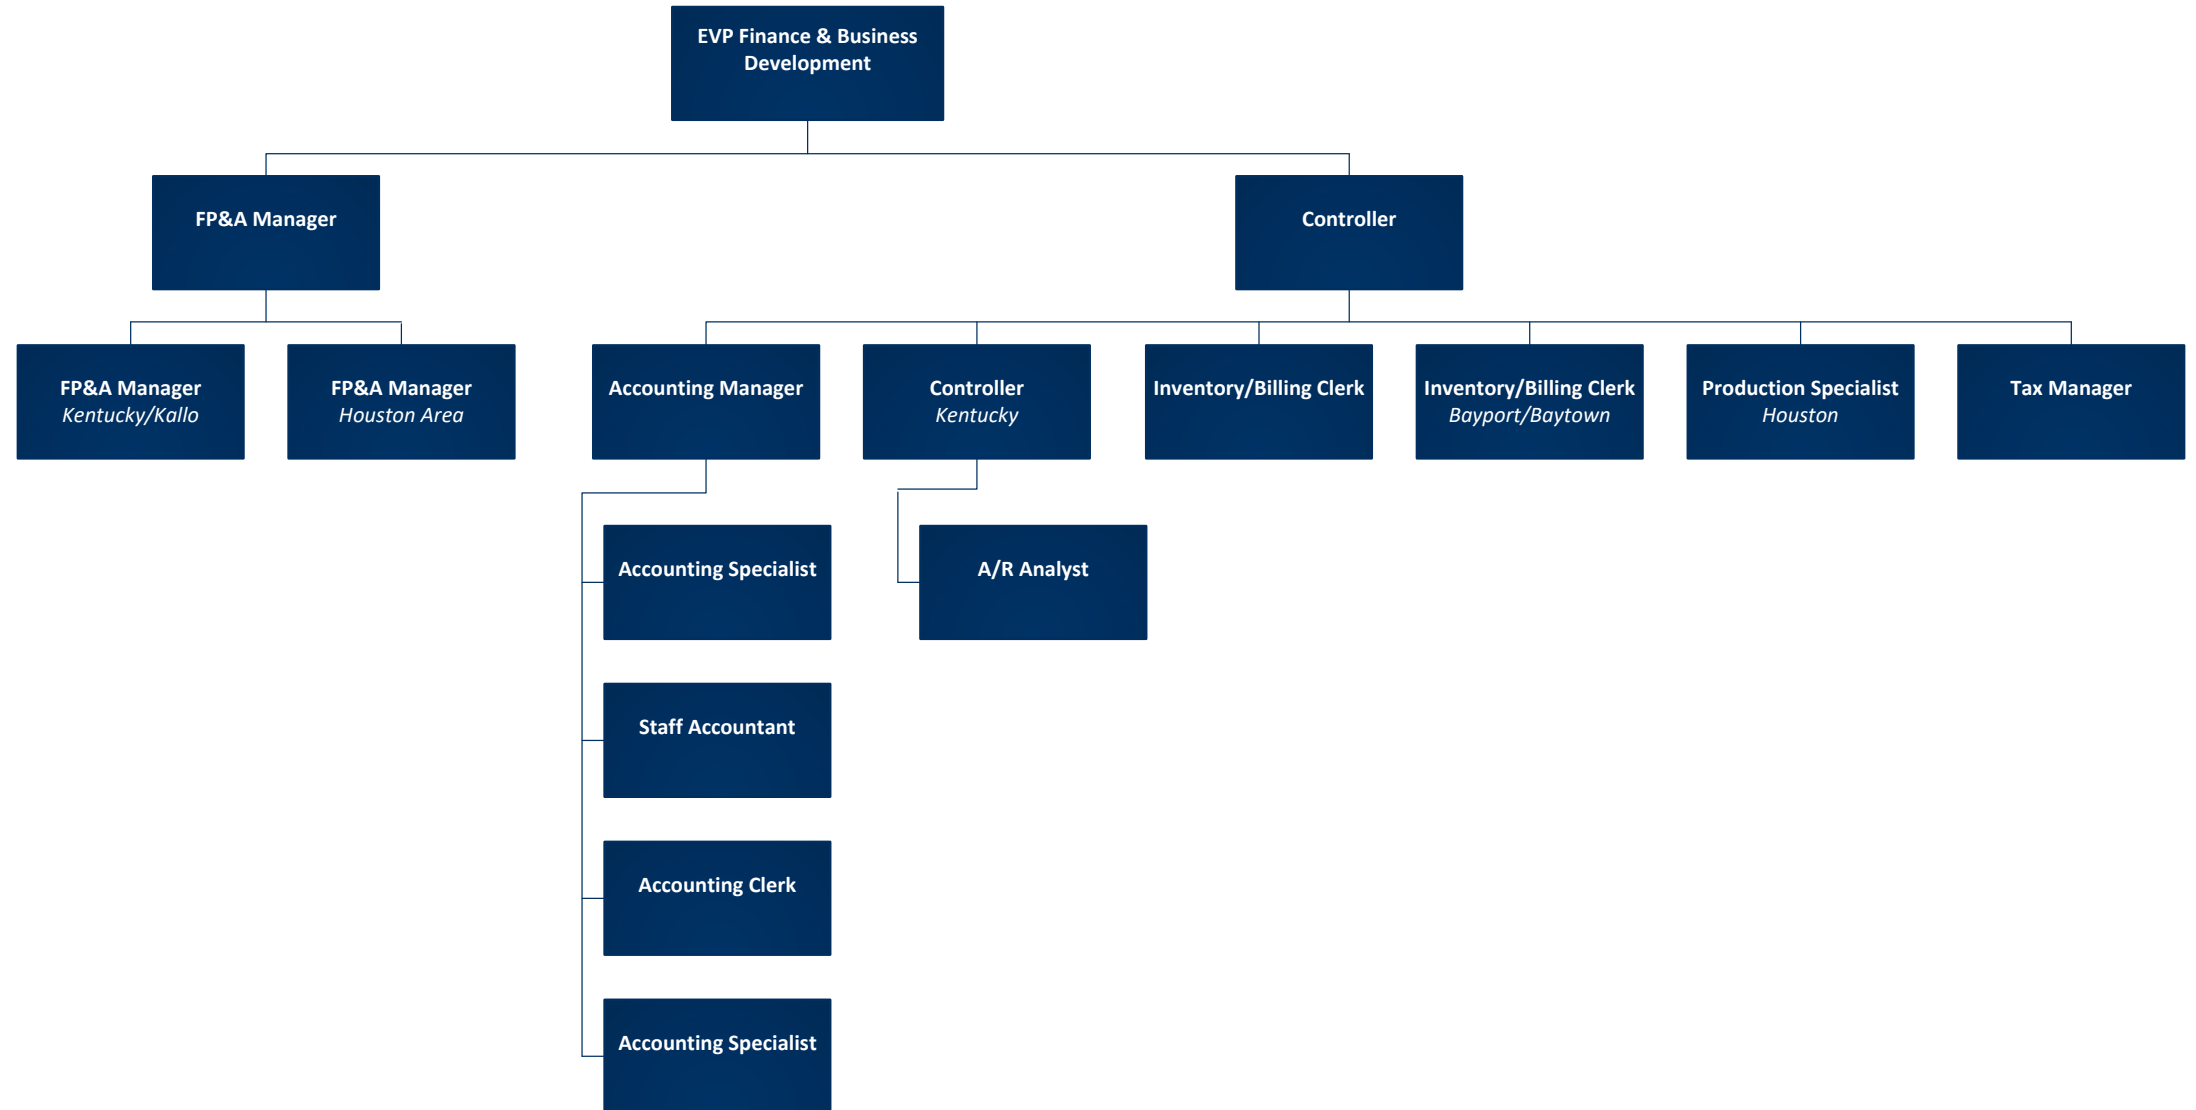 EVP Finance & Business
Development
FP&A Manager
Controller
FP&A Manager
Kentucky/Kallo
FP&A Manager
Houston Area
Accounting Manager
Controller
Kentucky
Inventory/Billing Clerk
Inventory/Billing Clerk
Bayport/Baytown
Production Specialist
Houston
Tax Manager
Accounting Specialist
A/R Analyst
Staff Accountant
Accounting Clerk
Accounting Specialist